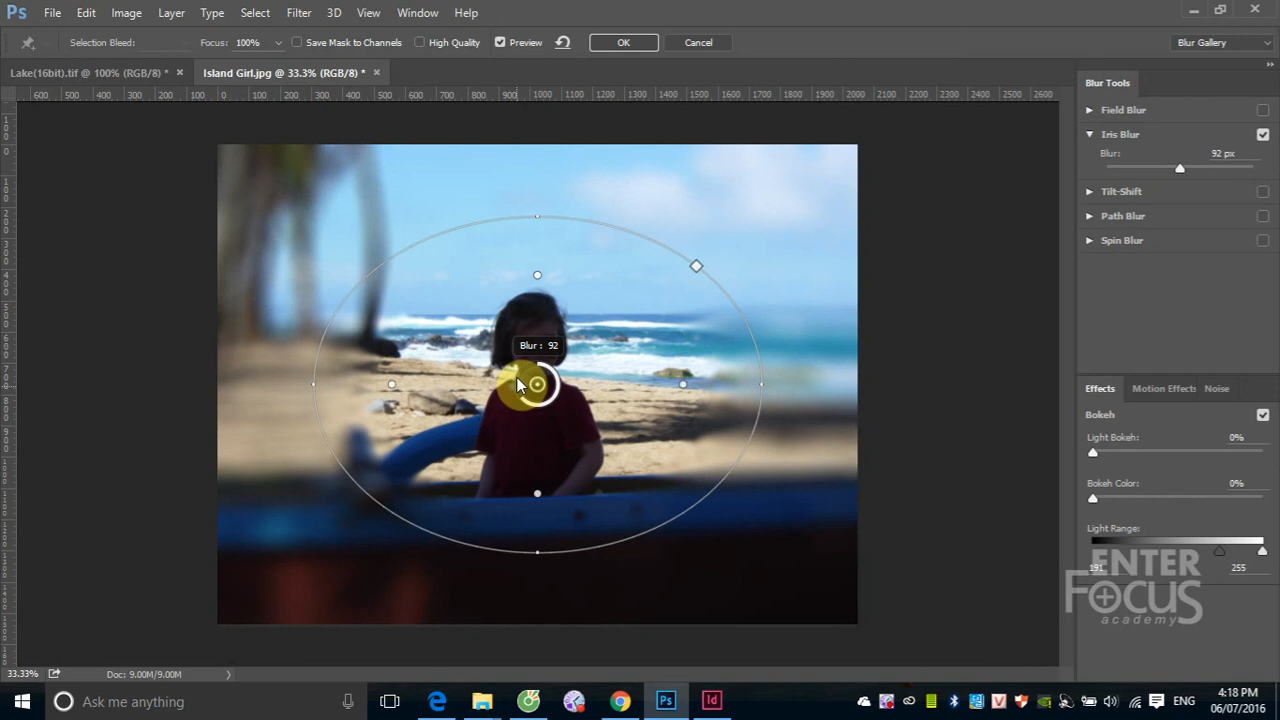 Ps File Edit Image Layer Type Select Filter 3D View Window Help
Selection Bleed: Focus: 100% Save Mask to Channels High Quality Preview OK Cancel Blur Gallery
Lake(16bit).tif @ 100% (RGB/8) * × Island Girl.jpg @ 33.3% (RGB/8) * ×
600 500 400 300 200 100 0 100 200 300 400 500 600 700 800 900 1000 1100 1200 1300 1400 1500 1600 1700 1800 1900 2000 2100 2200 2300 2400 2500 2600
Blur Tools
Field Blur
Iris Blur
Blur: 92 px
Tilt-Shift
Path Blur
Spin Blur
Blur : 92
Effects Motion Effects Noise
Bokeh
Light Bokeh: 0%
Bokeh Color: 0%
Light Range:
191 255
ENTER
FOCUS
academy
33.33% Doc: 9.00M/9.00M
Ask me anything
Ps Id
ENG
4:18 PM
06/07/2016